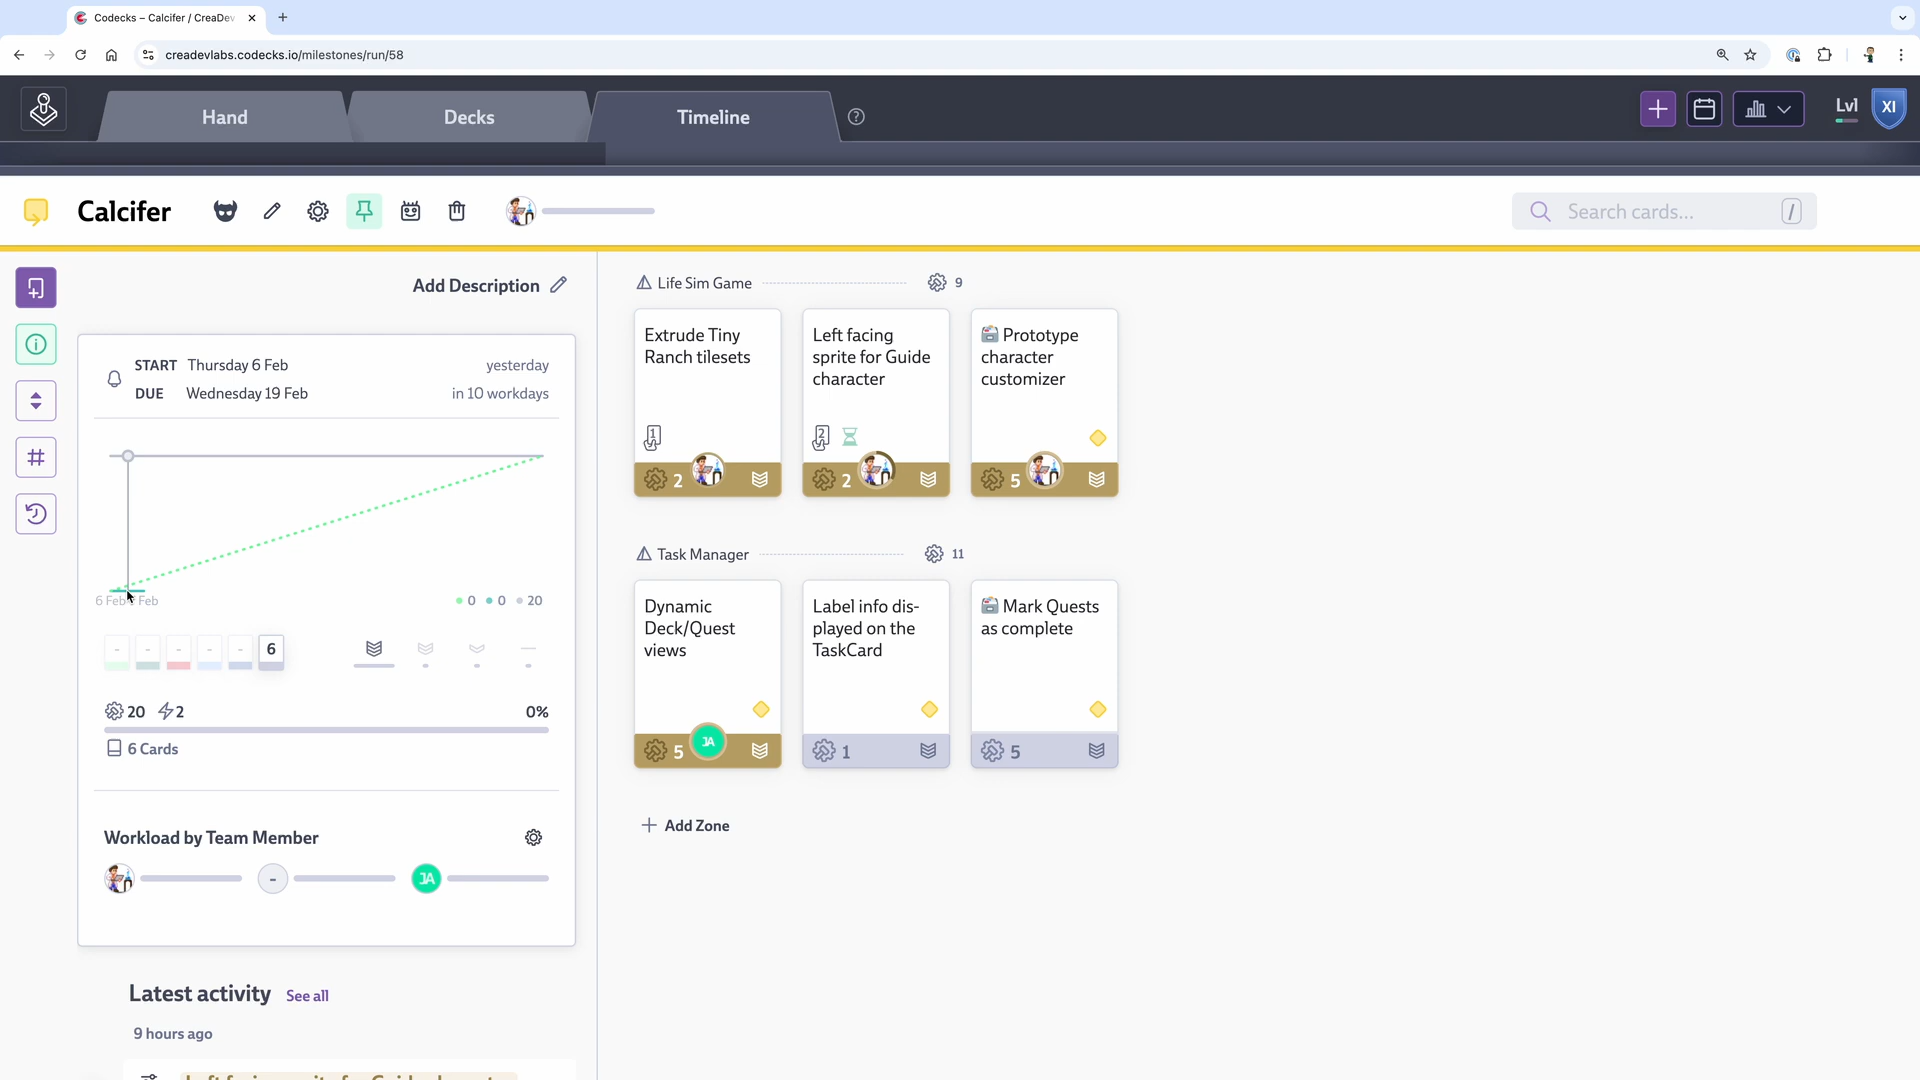 Codecks – Calcifer / CreaDev
creadevlabs.codecks.io/milestones/run/58
Hand
Decks
Timeline
?
Lvl
XI
Calcifer
Search cards...
/
Add Description
START Thursday 6 Feb yesterday
DUE Wednesday 19 Feb in 10 workdays
6 Feb Feb
0 0 20
- - - - - 6
20 2 0%
6 Cards
Workload by Team Member
- JA
Latest activity See all
9 hours ago
Life Sim Game 9
Extrude Tiny
Ranch tilesets
1
2
Left facing
sprite for Guide
character
2
2
Prototype
character
customizer
5
Task Manager 11
Dynamic
Deck/Quest
views
JA
5
Label info dis-
played on the
TaskCard
1
Mark Quests
as complete
5
Add Zone